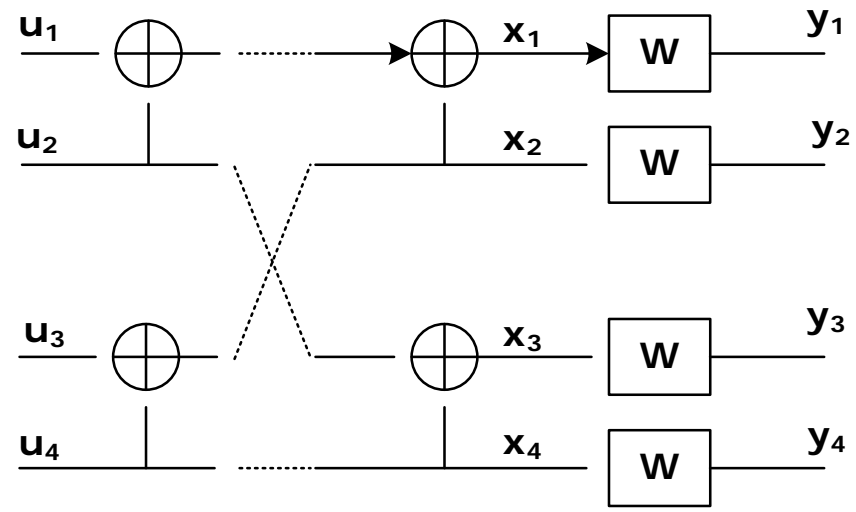 u₁ x₁ W y₁
u₂ x₂ W y₂
u₃ x₃ W y₃
u₄ x₄ W y₄